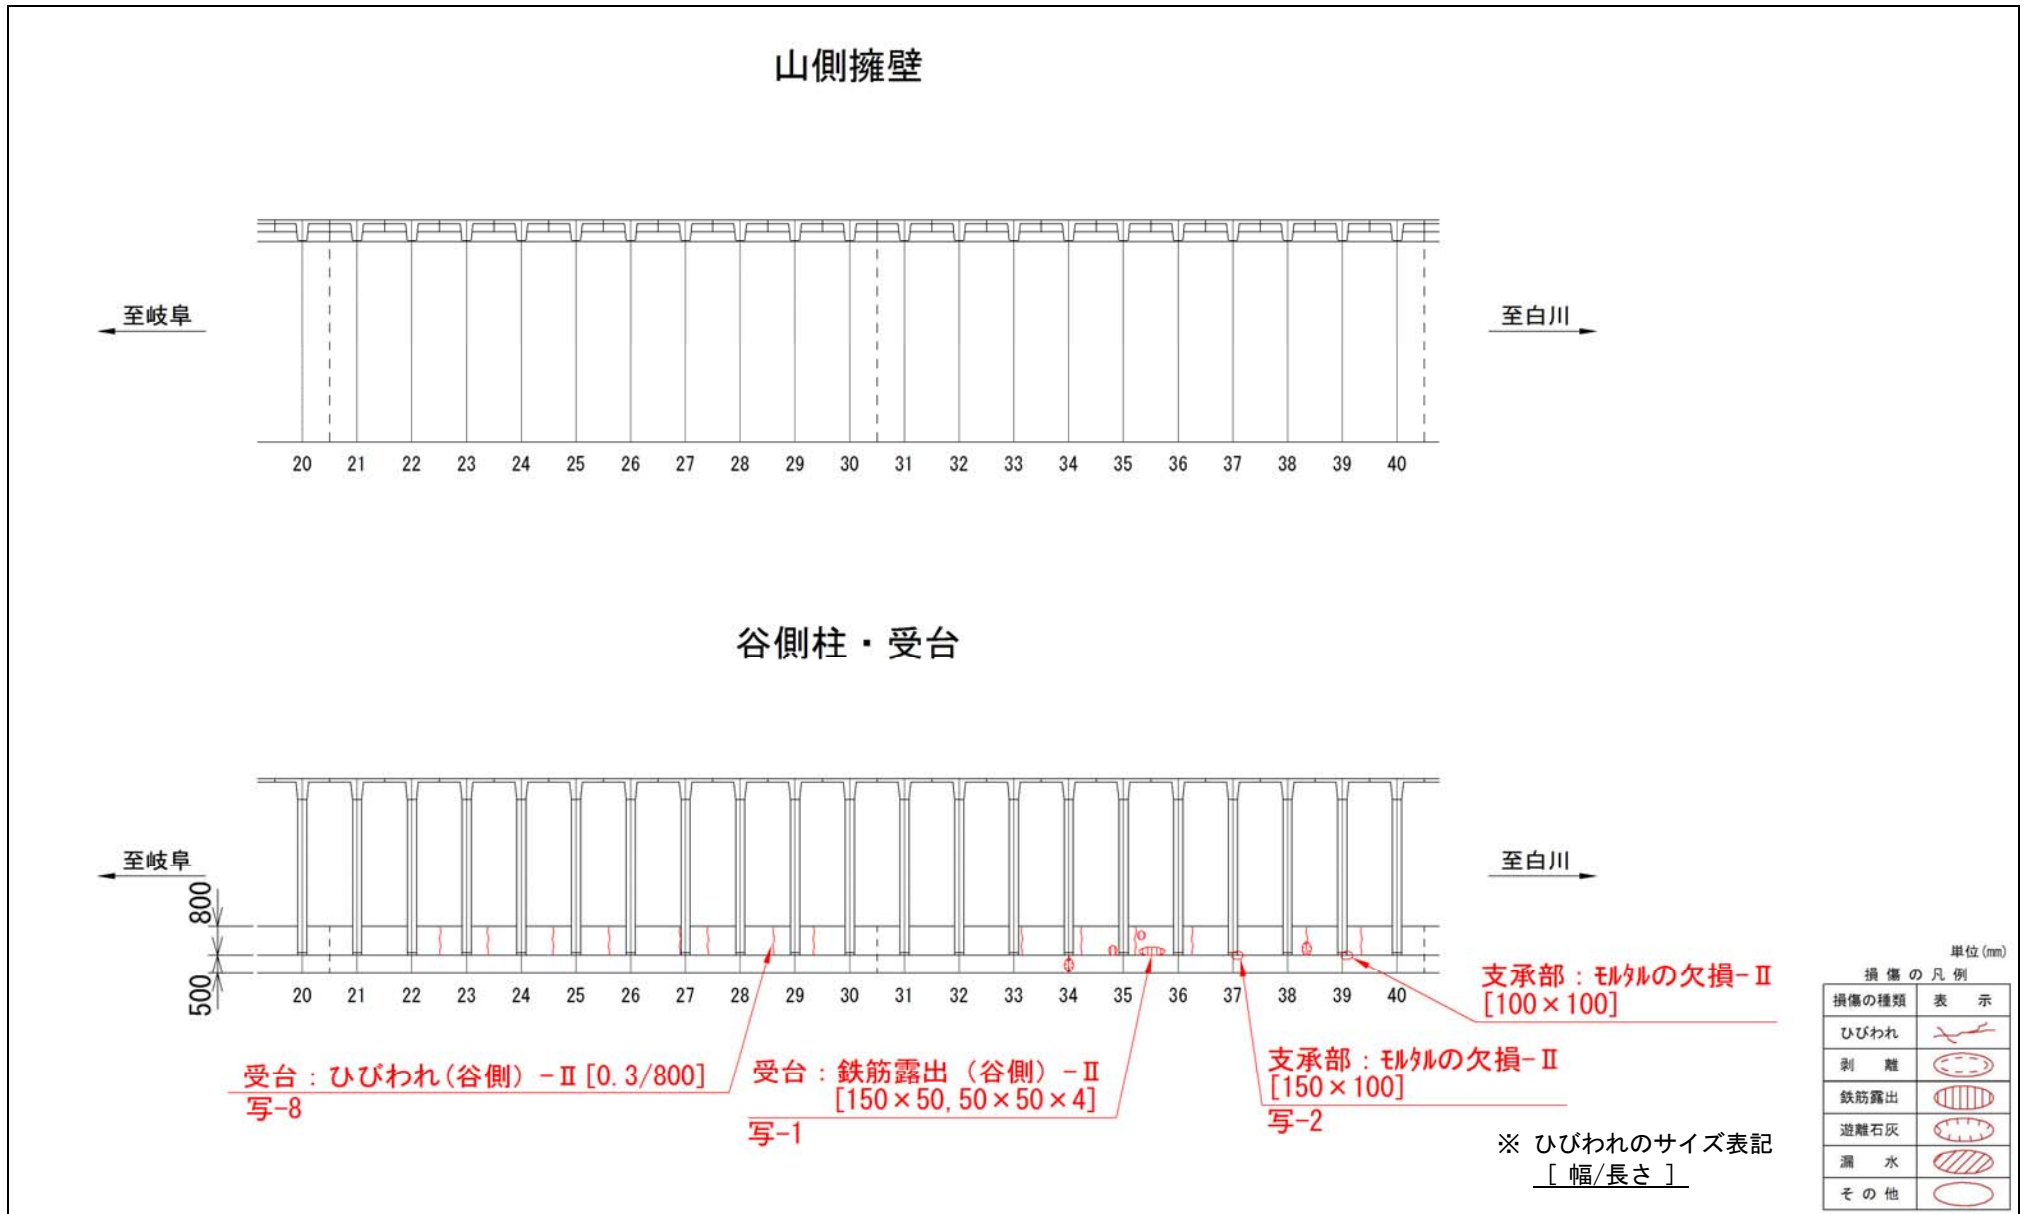 山側擁壁
至岐阜
至白川
20 21 22 23 24 25 26 27 28 29 30 31 32 33 34 35 36 37 38 39 40
谷側柱・受台
至岐阜
至白川
800
500
20 21 22 23 24 25 26 27 28 29 30 31 32 33 34 35 36 37 38 39 40
受台：ひびわれ(谷側）-Ⅱ[0.3/800]
写-8
受台：鉄筋露出（谷側）-Ⅱ
[150×50,50×50×4]
写-1
支承部：ﾓﾙﾀﾙの欠損-Ⅱ
[150×100]
写-2
支承部：ﾓﾙﾀﾙの欠損-Ⅱ
[100×100]
※ ひびわれのサイズ表記
[ 幅/長さ ]
単位(mm)
損傷の凡例
損傷の種類 表 示
ひびわれ
剥 離
鉄筋露出
遊離石灰
漏 水
その他